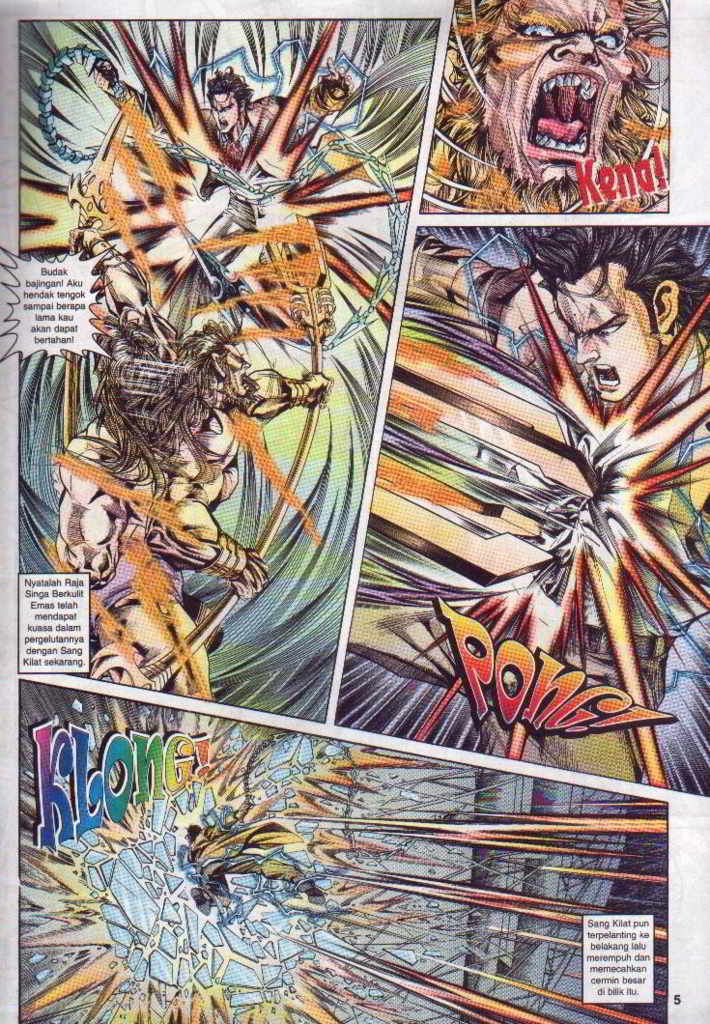 Budak
bajingan! Aku
hendak tengok
sampai berapa
lama kau
akan dapat
bertahan!
Nyatalah Raja
Singa Berkulit
Emas telah
mendapat
kuasa dalam
pergelutannya
dengan Sang
Kilat sekarang.
Kena!
PONG!
KLONG!
Sang Kilat pun
terpelanting ke
belakang lalu
merempuh dan
memecahkan
cermin besar
di bilik itu.
5